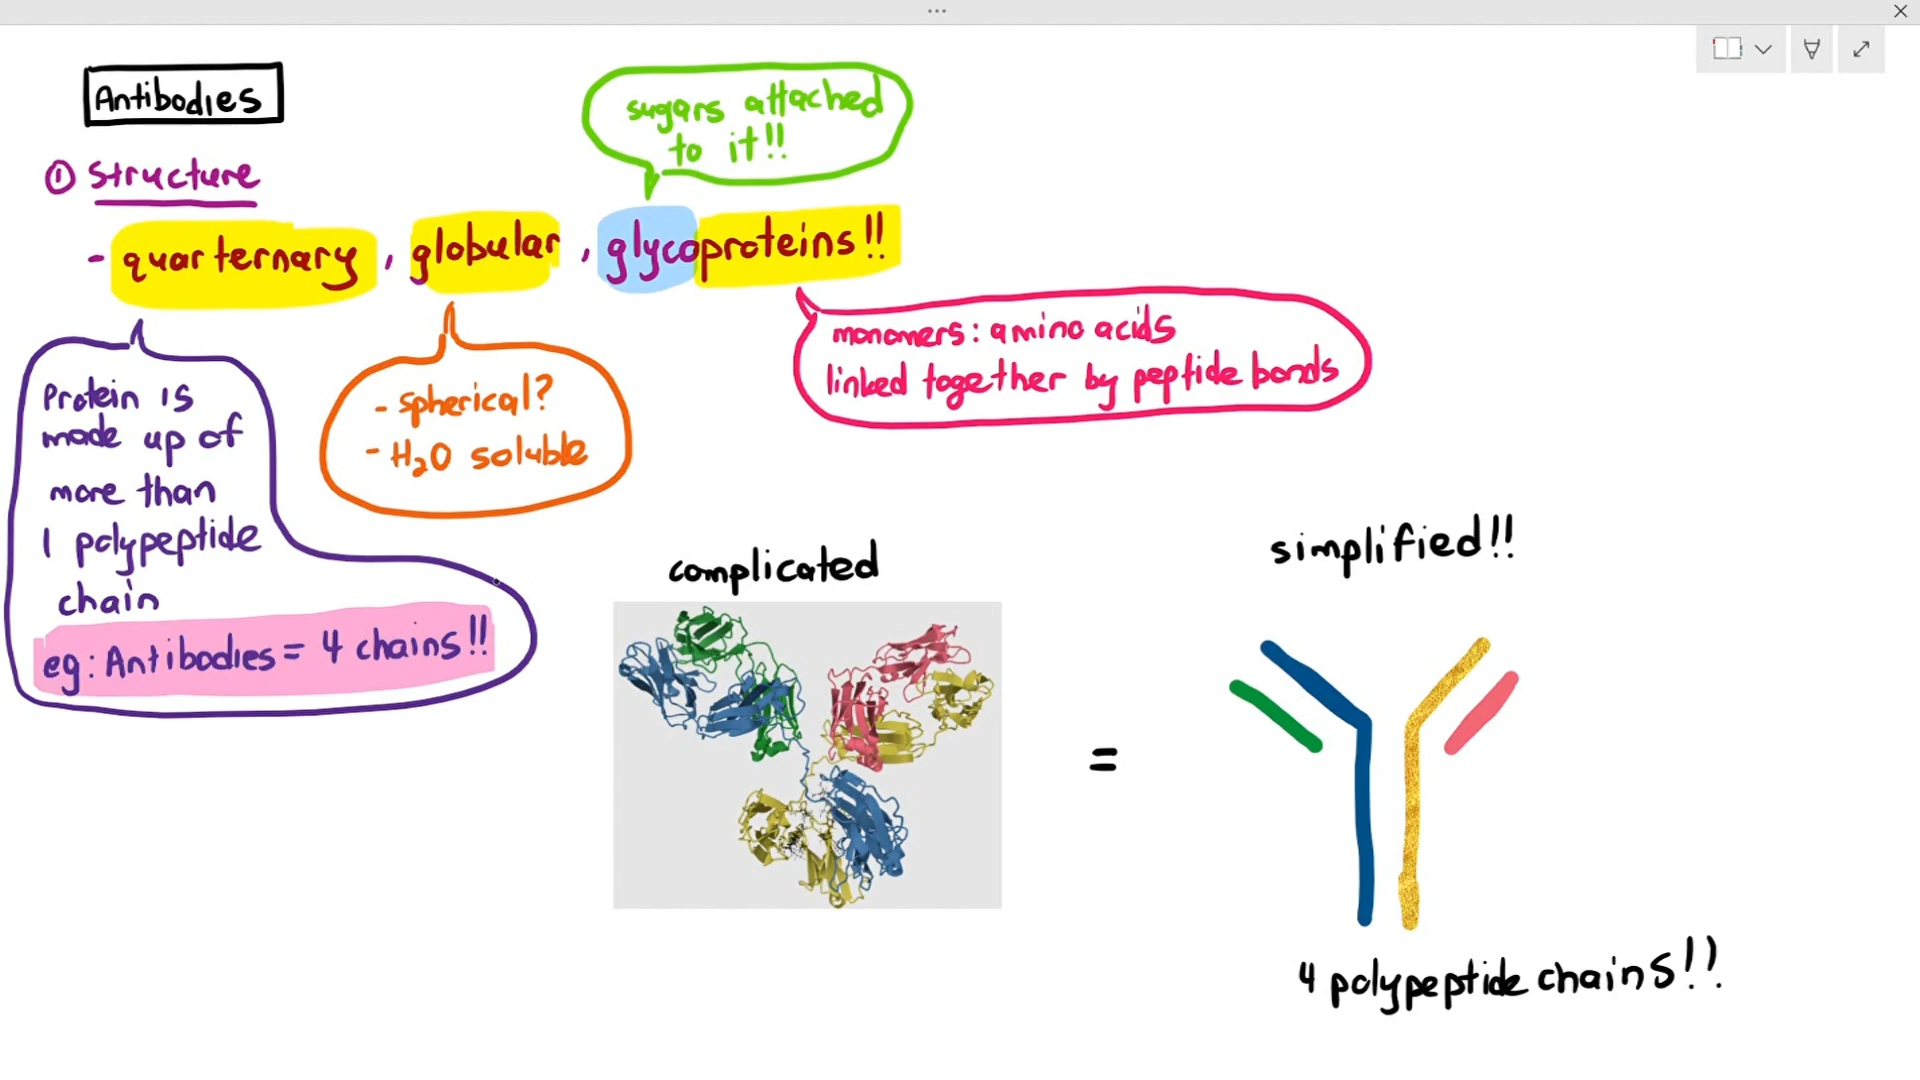 Antibodies
① Structure
sugars attached
to it!!
- quarternary, globular, glycoproteins!!
monomers: amino acids
linked together by peptide bonds
Protein is
made up of
more than
1 polypeptide
chain
eg: Antibodies = 4 chains!!
- spherical?
- H₂O soluble
complicated
=
simplified!!
4 polypeptide chains!!